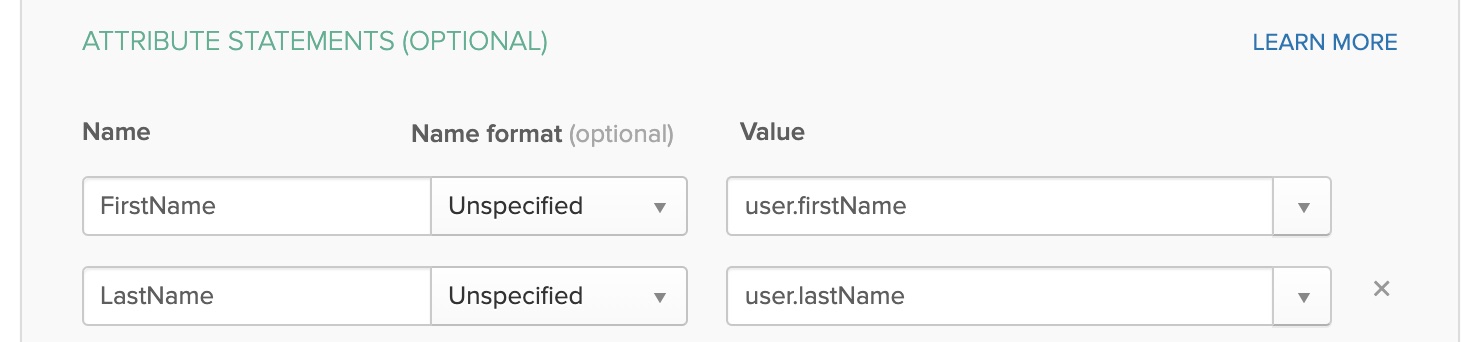 ATTRIBUTE STATEMENTS (OPTIONAL) LEARN MORE
Name Name format (optional) Value
FirstName Unspecified user.firstName
LastName Unspecified user.lastName